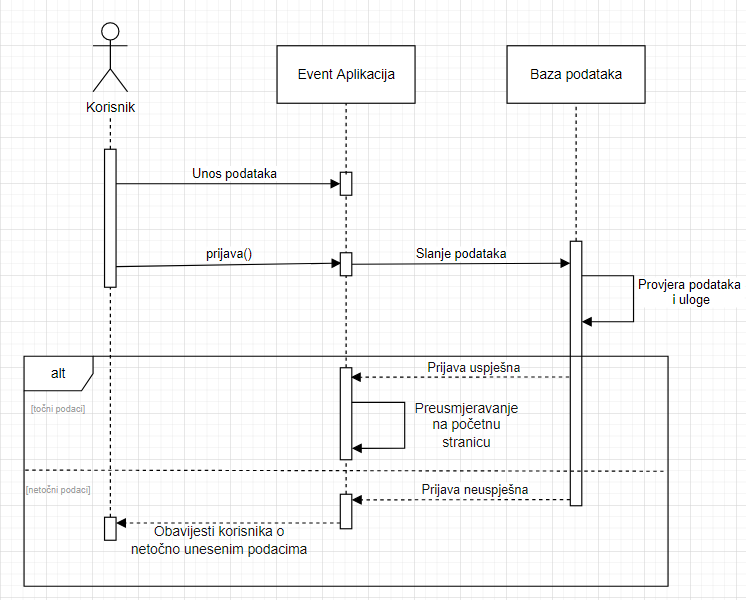 Korisnik
Event Aplikacija
Baza podataka
Unos podataka
prijava()
Slanje podataka
Provjera podataka
i uloge
alt
[točni podaci]
Prijava uspješna
Preusmjeravanje
na početnu
stranicu
[netočni podaci]
Prijava neuspješna
Obavijesti korisnika o
netočno unesenim podacima